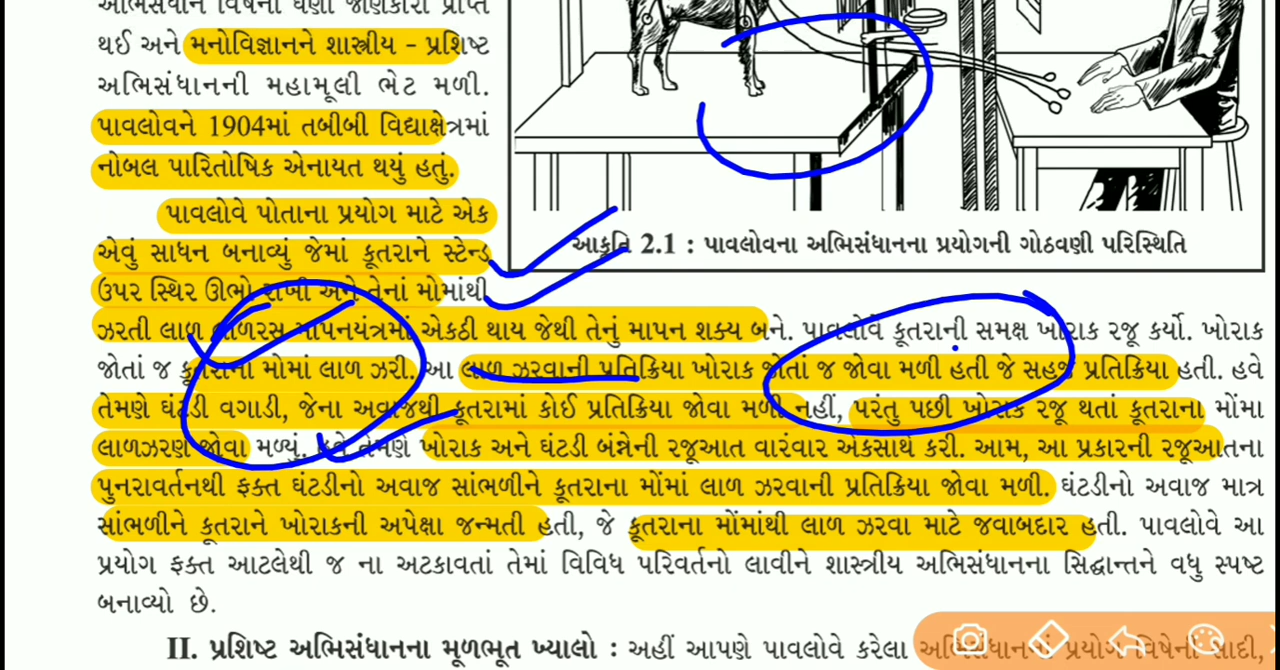 અભિસંધાન વિષેની ઘણી જાણકારી પ્રાપ્ત
થઈ અને મનોવિજ્ઞાનને શાસ્ત્રીય - પ્રશિષ્ટ
અભિસંધાનની મહામૂલી ભેટ મળી.
પાવલોવને 1904માં તબીબી વિદ્યાક્ષેત્રમાં
નોબલ પારિતોષિક એનાયત થયું હતું.
પાવલોવે પોતાના પ્રયોગ માટે એક
એવું સાધન બનાવ્યું જેમાં કૂતરાને સ્ટેન્ડ
ઉપર સ્થિર ઊભો રાખી અને તેનાં મોમાંથી
આકૃતિ 2.1 : પાવલોવના અભિસંધાનના પ્રયોગની ગોઠવણી પરિસ્થિતિ
ઝરતી લાળ લાળરસ માપનયંત્રમાં એકઠી થાય જેથી તેનું માપન શક્ય બને. પાવલોવે કૂતરાની સમક્ષ ખોરાક રજૂ કર્યો. ખોરાક
જોતાં જ કૂતરાના મોમાં લાળ ઝરી. આ લાળ ઝરવાની પ્રતિક્રિયા ખોરાક જોતાં જ જોવા મળી હતી જે સહજ પ્રતિક્રિયા હતી. હવે
તેમણે ઘંટડી વગાડી, જેના અવાજથી કૂતરામાં કોઈ પ્રતિક્રિયા જોવા મળી નહીં, પરંતુ પછી ખોરાક રજૂ થતાં કૂતરાના મોંમા
લાળઝરણ જોવા મળ્યું. હવે તેમણે ખોરાક અને ઘંટડી બંન્નેની રજૂઆત વારંવાર એકસાથે કરી. આમ, આ પ્રકારની રજૂઆતના
પુનરાવર્તનથી ફક્ત ઘંટડીનો અવાજ સાંભળીને કૂતરાના મોંમાં લાળ ઝરવાની પ્રતિક્રિયા જોવા મળી. ઘંટડીનો અવાજ માત્ર
સાંભળીને કૂતરાને ખોરાકની અપેક્ષા જન્મતી હતી, જે કૂતરાના મોંમાંથી લાળ ઝરવા માટે જવાબદાર હતી. પાવલોવે આ
પ્રયોગ ફક્ત આટલેથી જ ના અટકાવતાં તેમાં વિવિધ પરિવર્તનો લાવીને શાસ્ત્રીય અભિસંધાનના સિદ્ધાન્તને વધુ સ્પષ્ટ
બનાવ્યો છે.
II. પ્રશિષ્ટ અભિસંધાનના મૂળભૂત ખ્યાલો : અહીં આપણે પાવલોવે કરેલા અભિસંધાનનાં પ્રયોગ વિષેની સાદી,